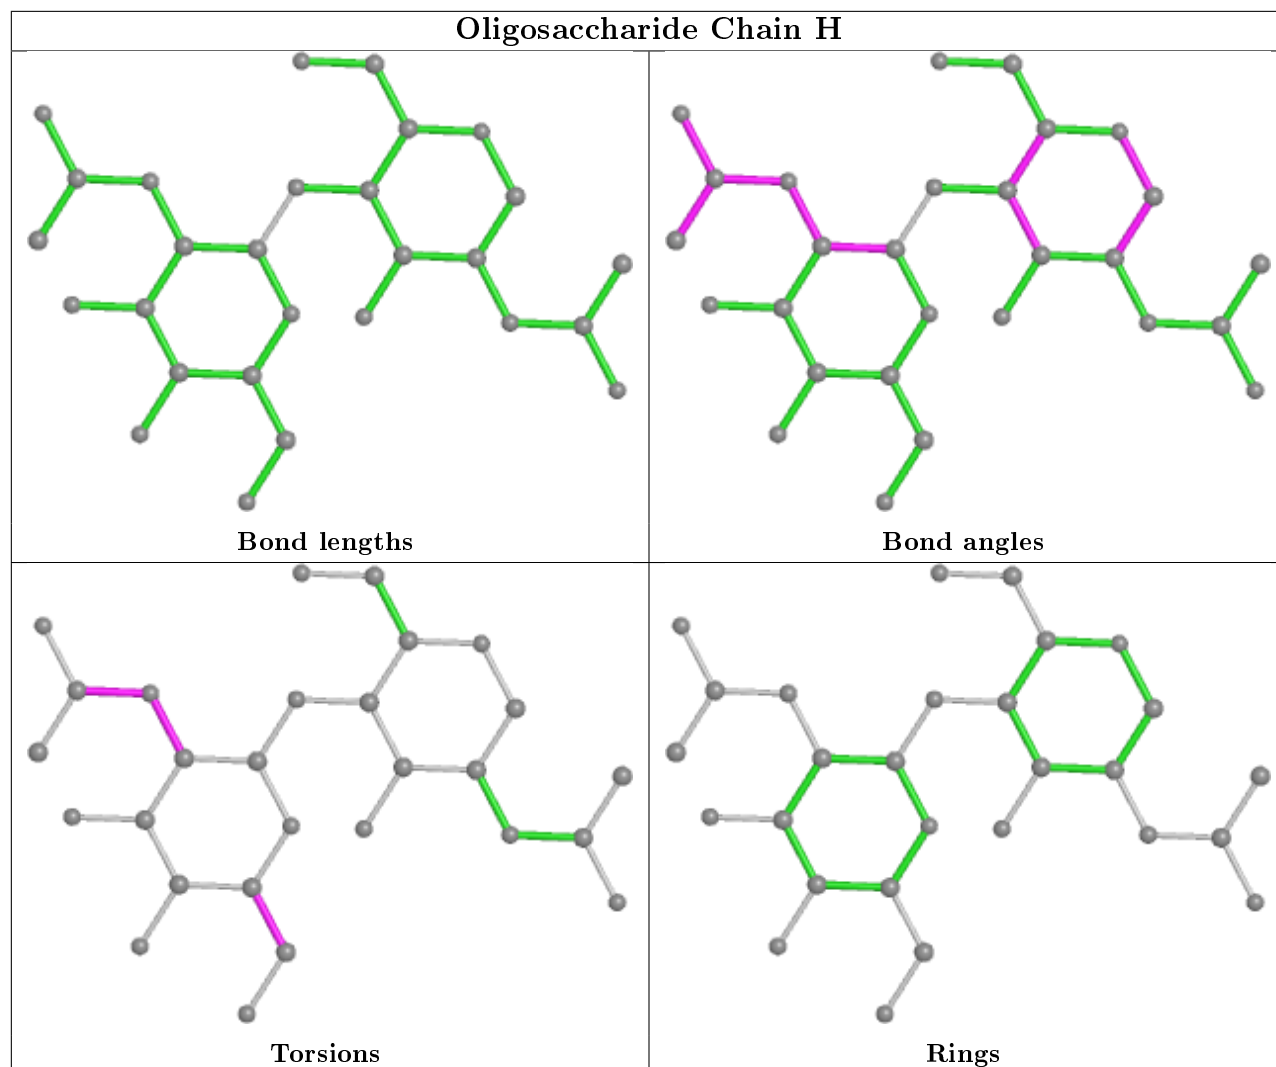 Oligosaccharide Chain H
Bond lengths
Bond angles
Torsions
Rings